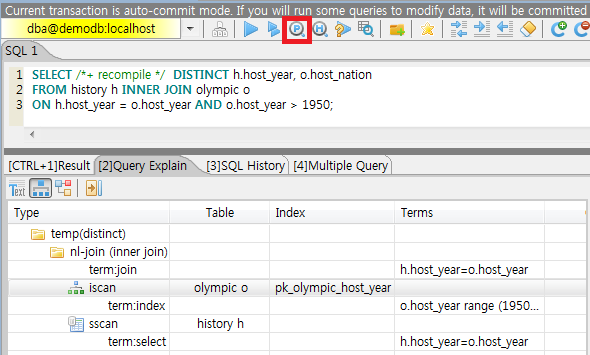 Current transaction is auto-commit mode. If you will run some queries to modify data, it will be committed
dba@demodb:localhost
P H
SQL 1
1 SELECT /*+ recompile */ DISTINCT h.host_year, o.host_nation
2 FROM history h INNER JOIN olympic o
3 ON h.host_year = o.host_year AND o.host_year > 1950;
[CTRL+1]Result [2]Query Explain [3]SQL History [4]Multiple Query
Text
Type Table Index Terms
temp(distinct)
nl-join (inner join)
term:join h.host_year=o.host_year
iscan olympic o pk_olympic_host_year
term:index o.host_year range (1950...
sscan history h
term:select h.host_year=o.host_year